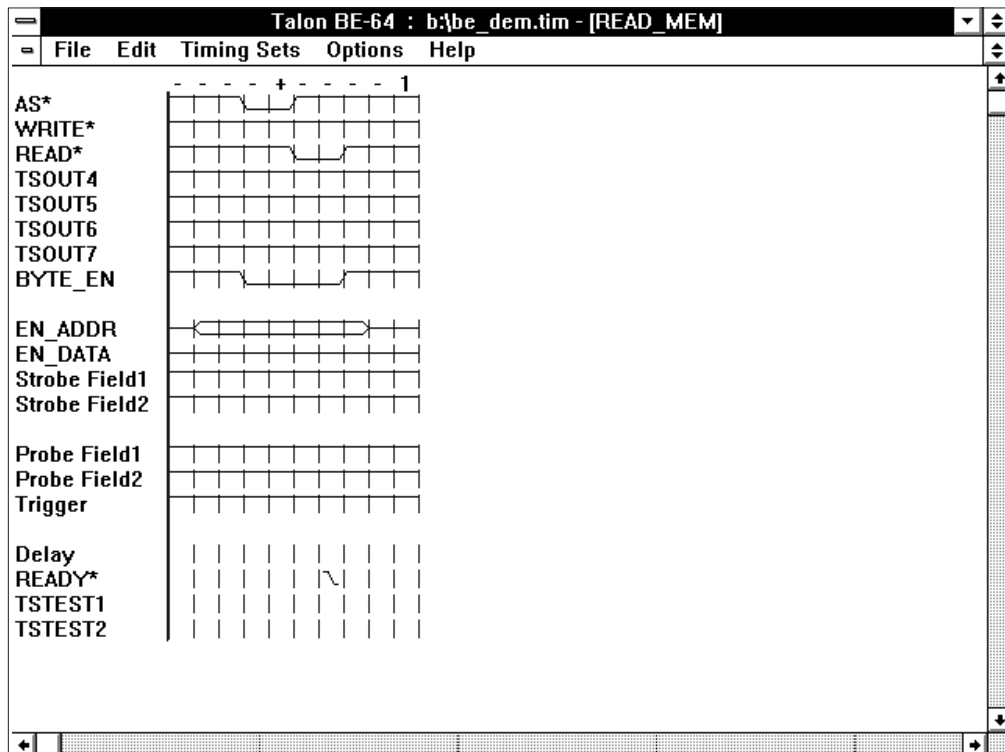 Talon BE-64 : b:\be_dem.tim - [READ_MEM]
File Edit Timing Sets Options Help
- - - - + - - - - 1
AS*
WRITE*
READ*
TSOUT4
TSOUT5
TSOUT6
TSOUT7
BYTE_EN
EN_ADDR
EN_DATA
Strobe Field1
Strobe Field2
Probe Field1
Probe Field2
Trigger
Delay
READY*
TSTEST1
TSTEST2